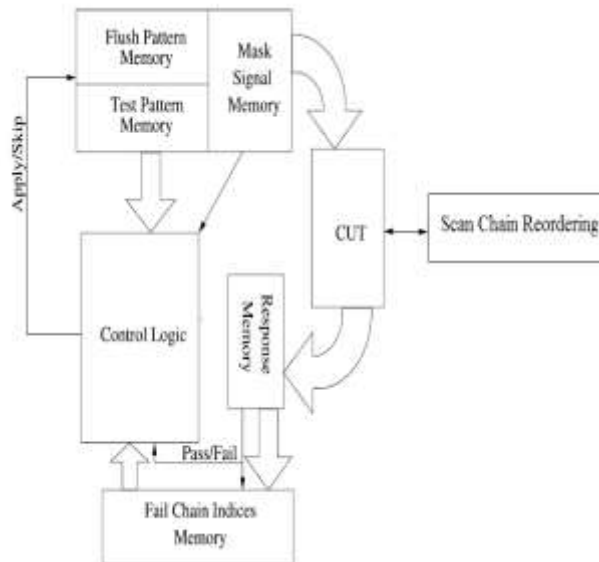 Flush Pattern
Memory
Mask
Signal
Memory
Test Pattern
Memory
Apply/Skip
CUT
Scan Chain Reordering
Control Logic
Response
Memory
Pass/Fail
Fail Chain Indices
Memory